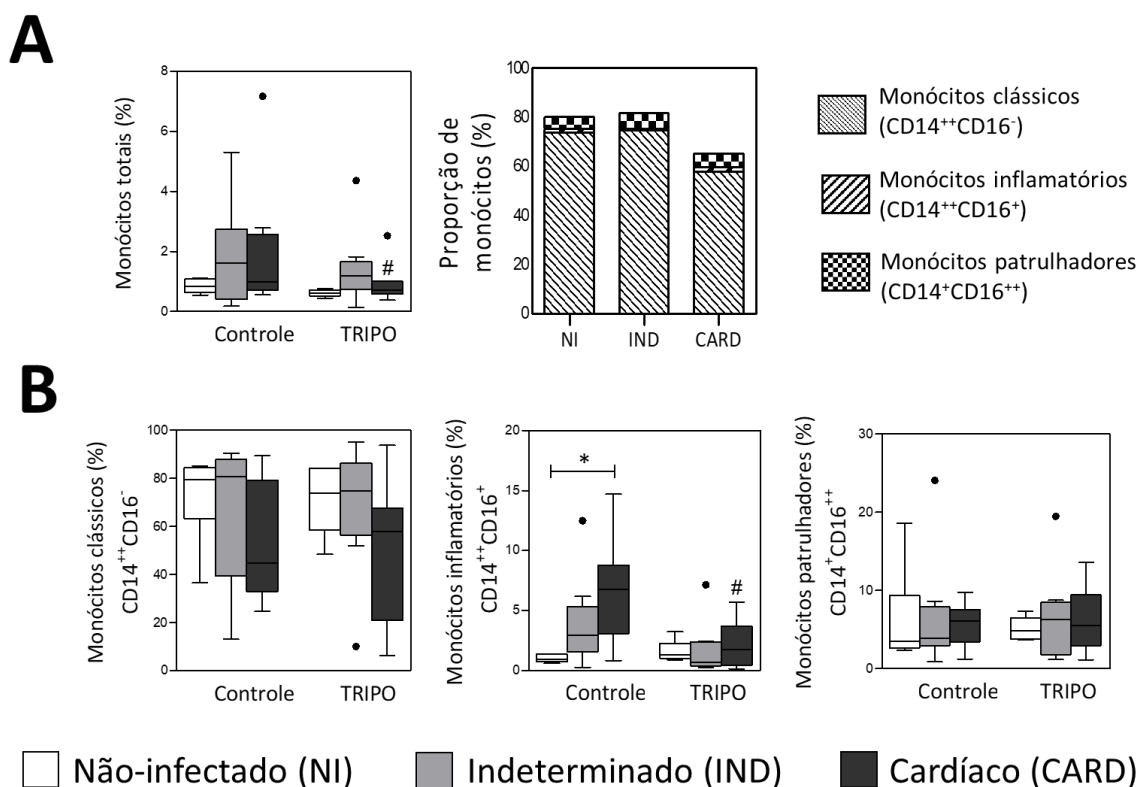 A
Monócitos totais (%)
8
6
4
2
0
Controle
TRIPO
#
Proporção de
monócitos (%)
100
80
60
40
20
0
NI
IND
CARD
Monócitos clássicos
(CD14⁺⁺CD16⁻)
Monócitos inflamatórios
(CD14⁺⁺CD16⁺)
Monócitos patrulhadores
(CD14⁺CD16⁺⁺)
B
Monócitos clássicos (%)
CD14⁺⁺CD16⁻
100
80
60
40
20
0
Controle
TRIPO
Monócitos inflamatórios (%)
CD14⁺⁺CD16⁺
20
15
10
5
0
*
#
Controle
TRIPO
Monócitos patrulhadores (%)
CD14⁺CD16⁺⁺
30
20
10
0
Controle
TRIPO
Não-infectado (NI)
Indeterminado (IND)
Cardíaco (CARD)